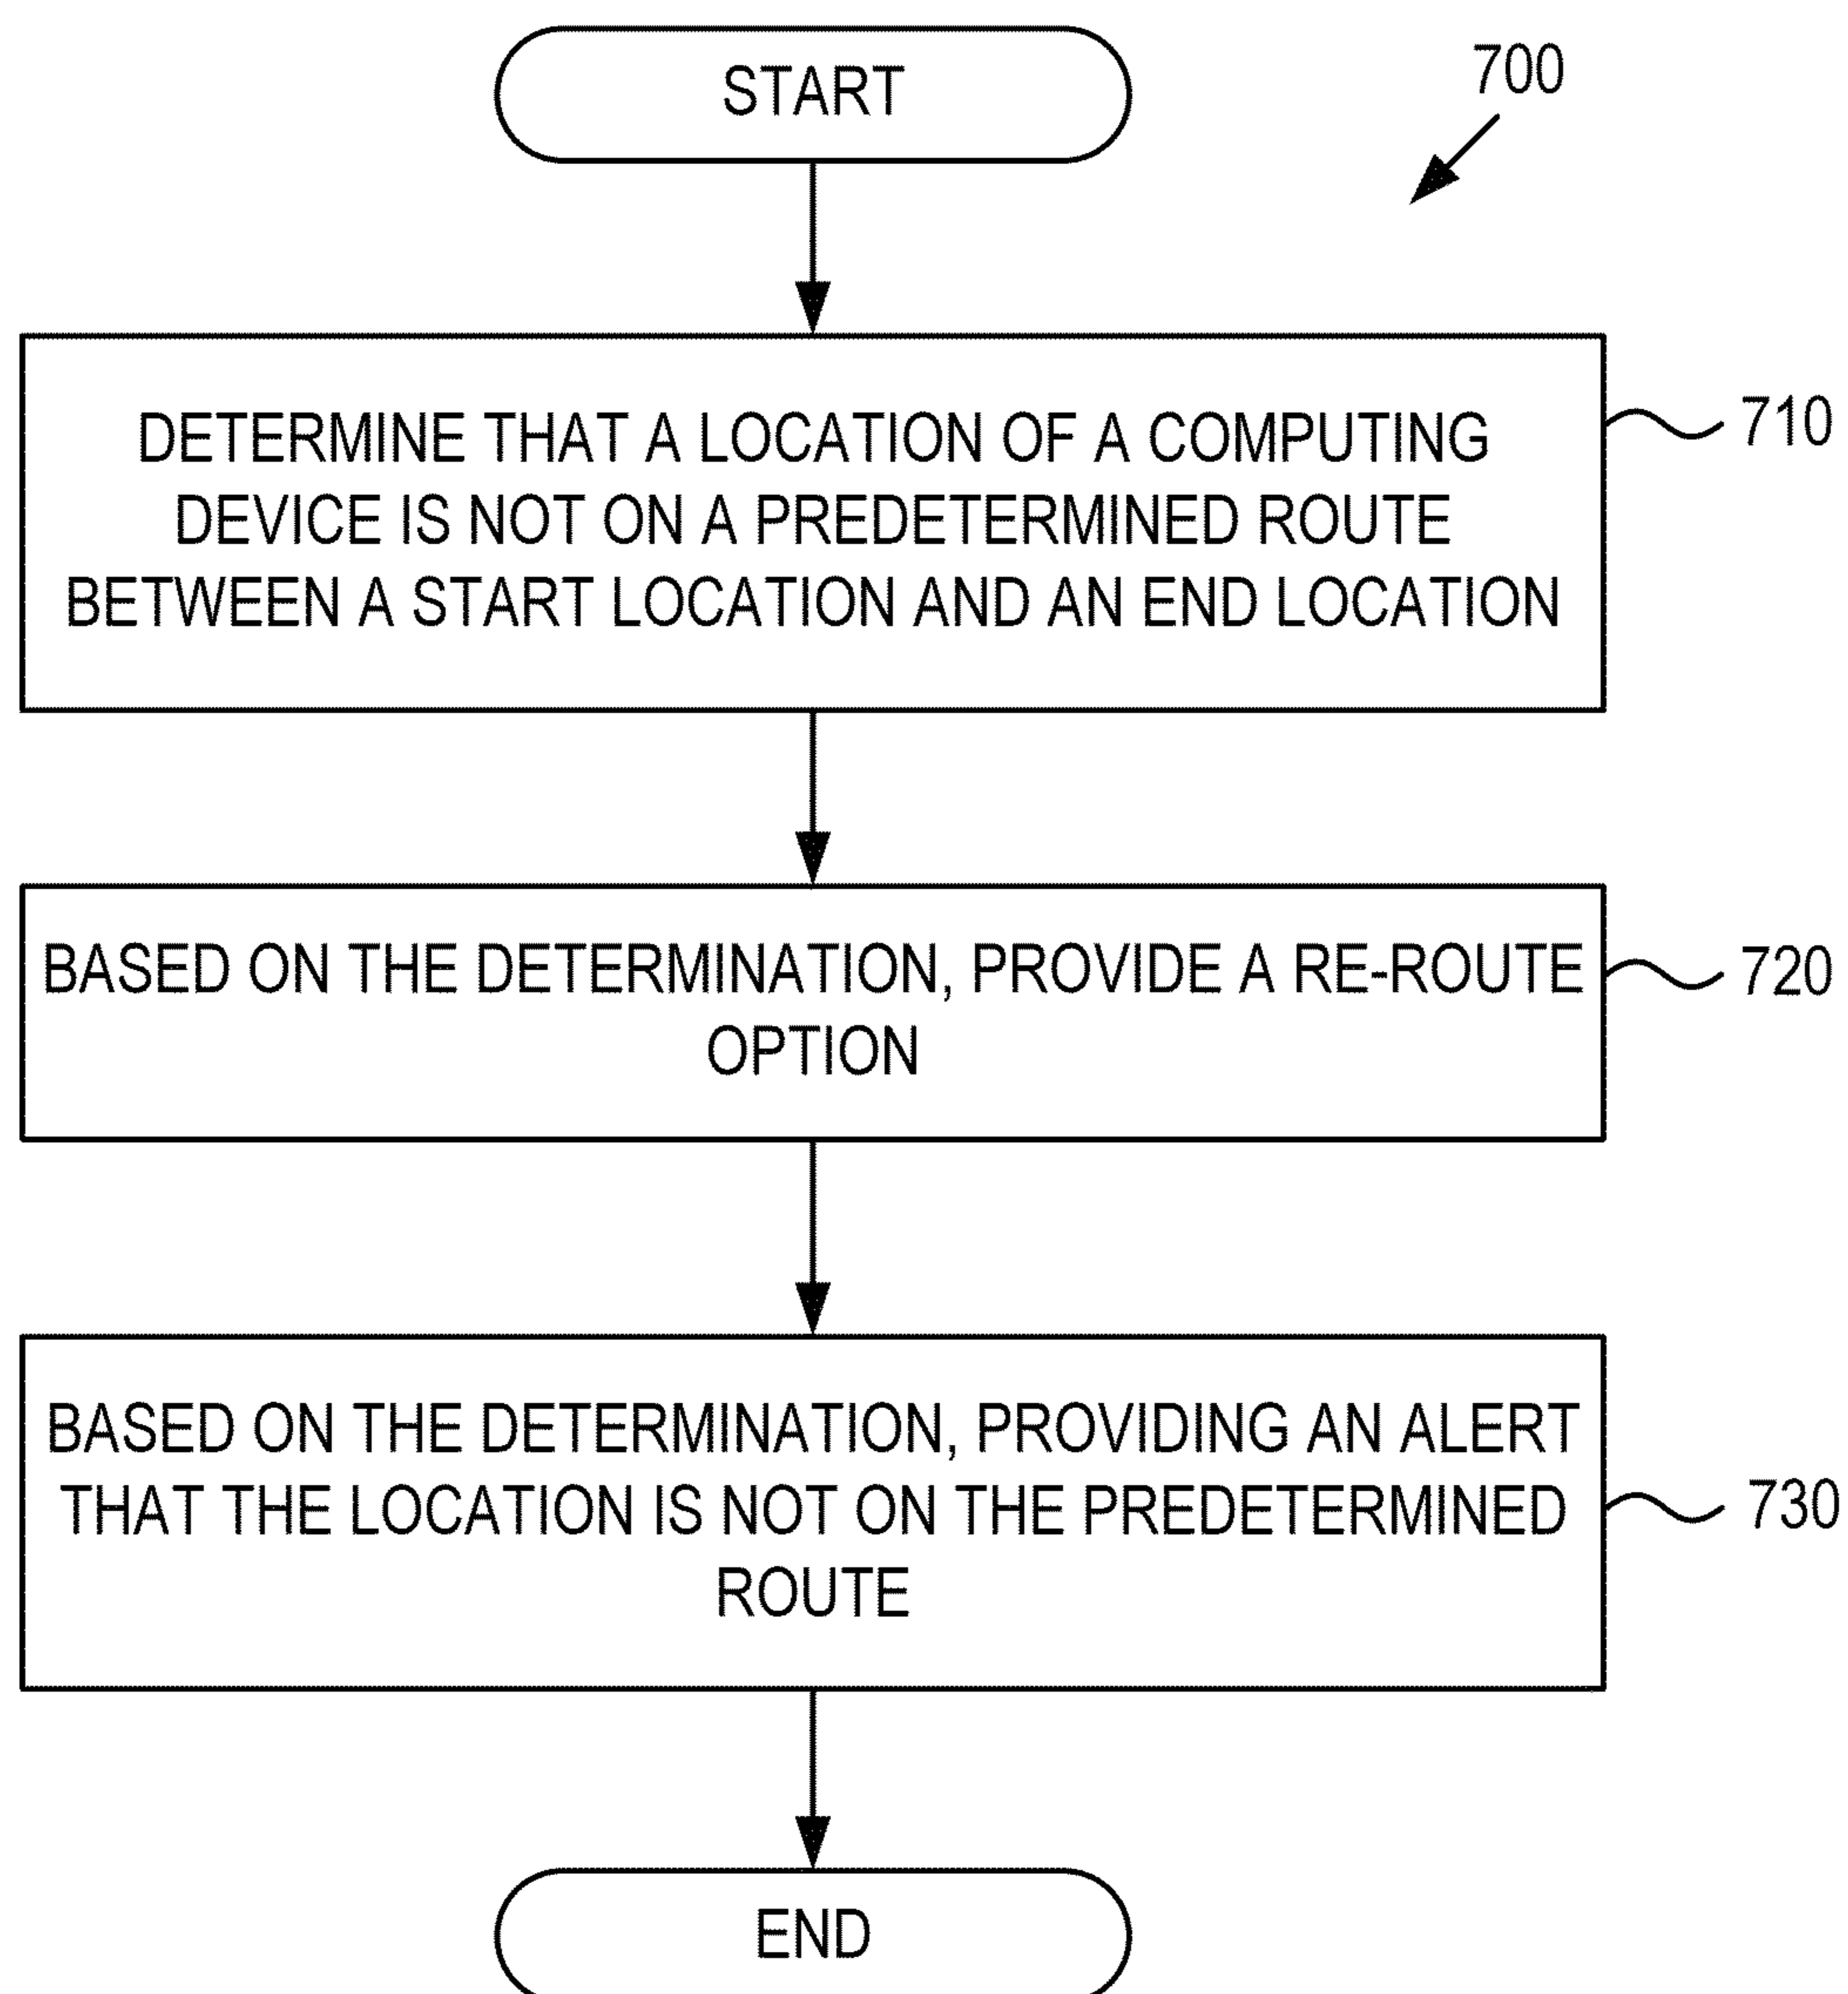 START
700
DETERMINE THAT A LOCATION OF A COMPUTING
DEVICE IS NOT ON A PREDETERMINED ROUTE
BETWEEN A START LOCATION AND AN END LOCATION
710
BASED ON THE DETERMINATION, PROVIDE A RE-ROUTE
OPTION
720
BASED ON THE DETERMINATION, PROVIDING AN ALERT
THAT THE LOCATION IS NOT ON THE PREDETERMINED
ROUTE
730
END